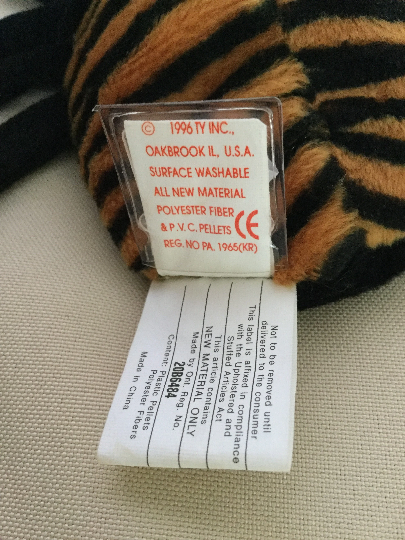 © 1996 TY INC.,
OAKBROOK IL, U.S.A.
SURFACE WASHABLE
ALL NEW MATERIAL
POLYESTER FIBER
& P.V.C. PELLETS CE
REG. NO PA. 1965(KR)
Not to be removed until
delivered to the consumer
This label is affixed in compliance
with the Upholstered and
Stuffed Articles Act
This article contains
NEW MATERIAL ONLY
Made by Ont. Reg. No.
20B6484
Content: Plastic Pellets
Polyester Fibers
Made in China